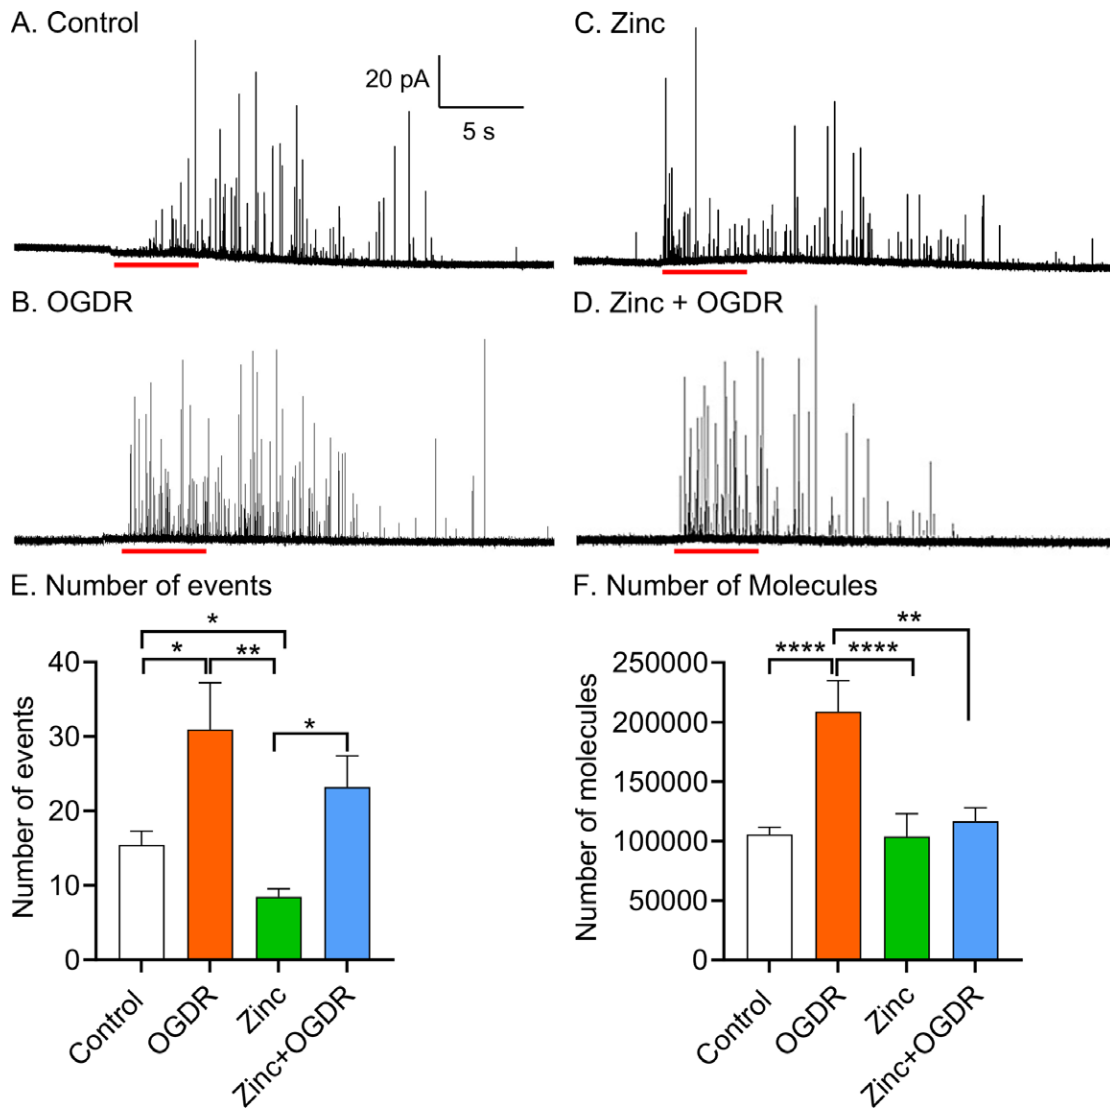 A. Control
C. Zinc
20 pA
5 s
B. OGDR
D. Zinc + OGDR
E. Number of events
F. Number of Molecules
*
*
**
*
40
30
20
10
0
Number of events
Control
OGDR
Zinc
Zinc+OGDR
**
****
****
250000
200000
150000
100000
50000
0
Number of molecules
Control
OGDR
Zinc
Zinc+OGDR